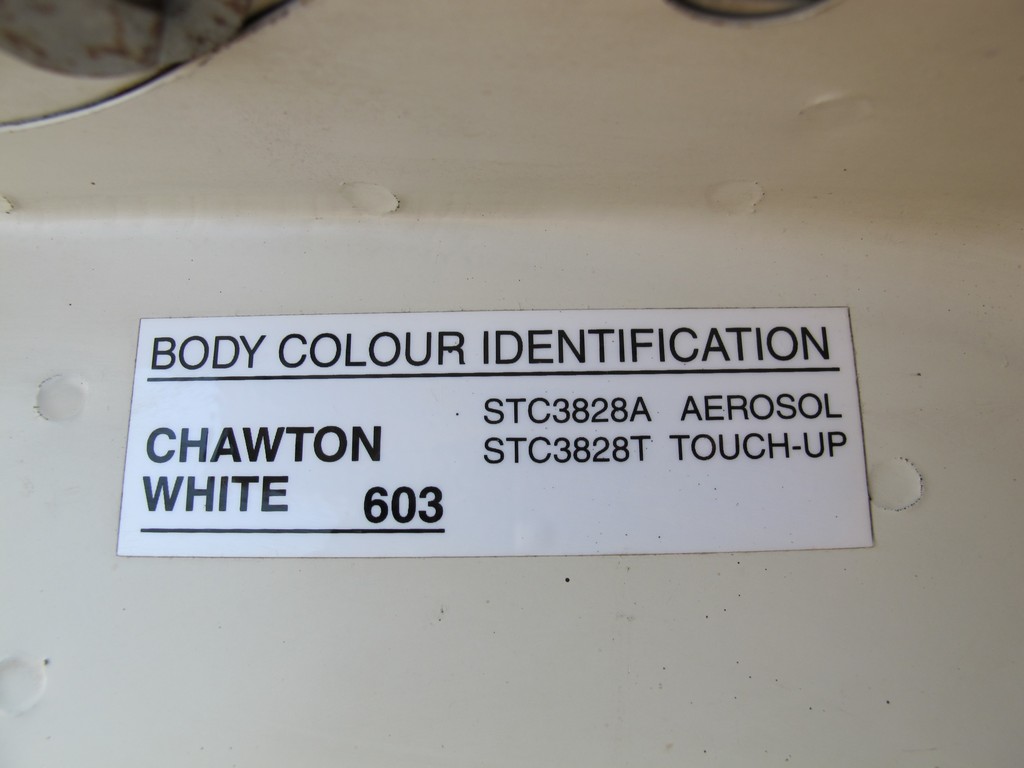 BODY COLOUR IDENTIFICATION
STC3828A AEROSOL
STC3828T TOUCH-UP
CHAWTON
WHITE 603